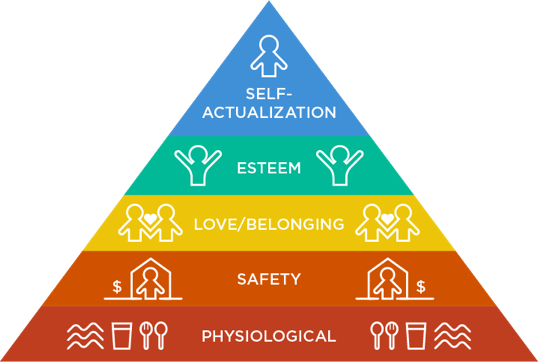 SELF-
ACTUALIZATION
ESTEEM
LOVE/BELONGING
$ SAFETY $
PHYSIOLOGICAL